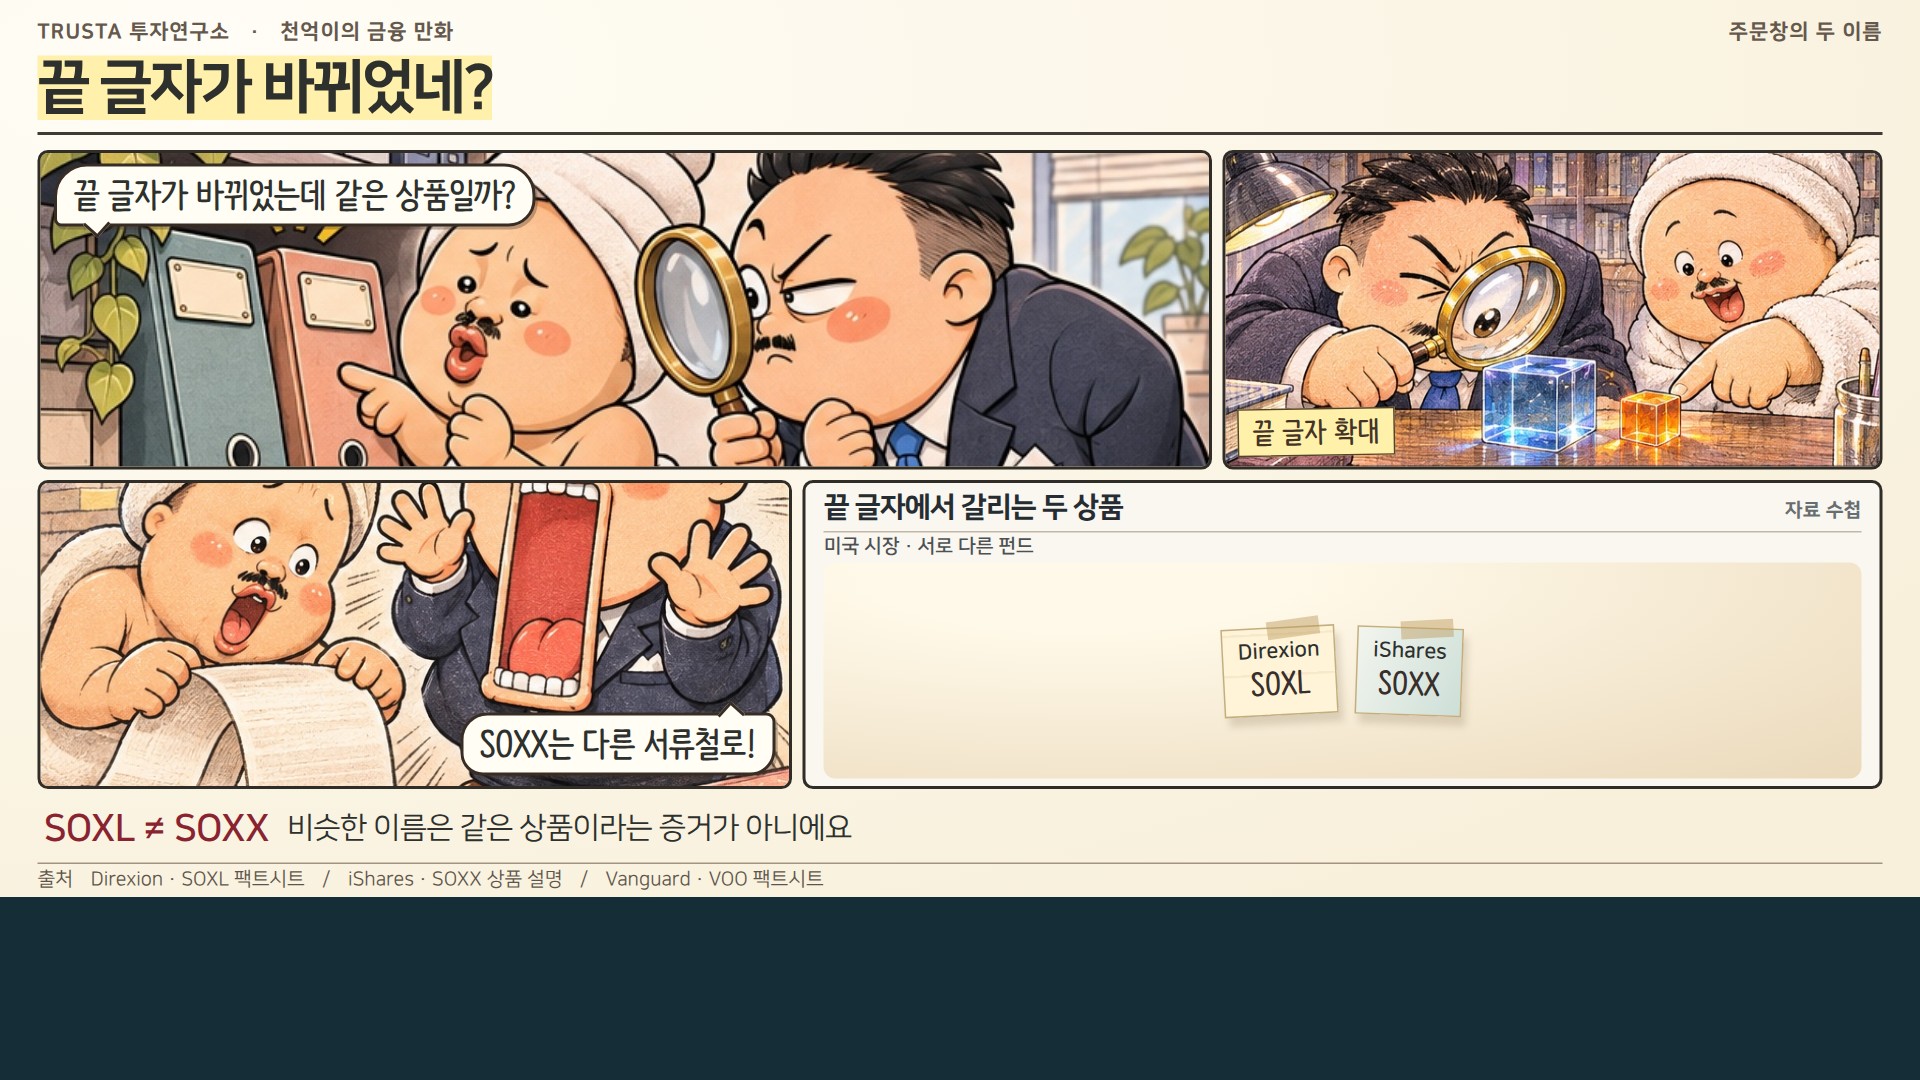 TRUSTA 투자연구소 · 천억이의 금융 만화
주문창의 두 이름
끝 글자가 바뀌었네?
끝 글자가 바뀌었는데 같은 상품일까?
끝 글자 확대
SOXX는 다른 서류철로!
끝 글자에서 갈리는 두 상품
자료 수첩
미국 시장 · 서로 다른 펀드
Direxion
SOXL
iShares
SOXX
SOXL ≠ SOXX 비슷한 이름은 같은 상품이라는 증거가 아니에요
출처 Direxion · SOXL 팩트시트 / iShares · SOXX 상품 설명 / Vanguard · VOO 팩트시트